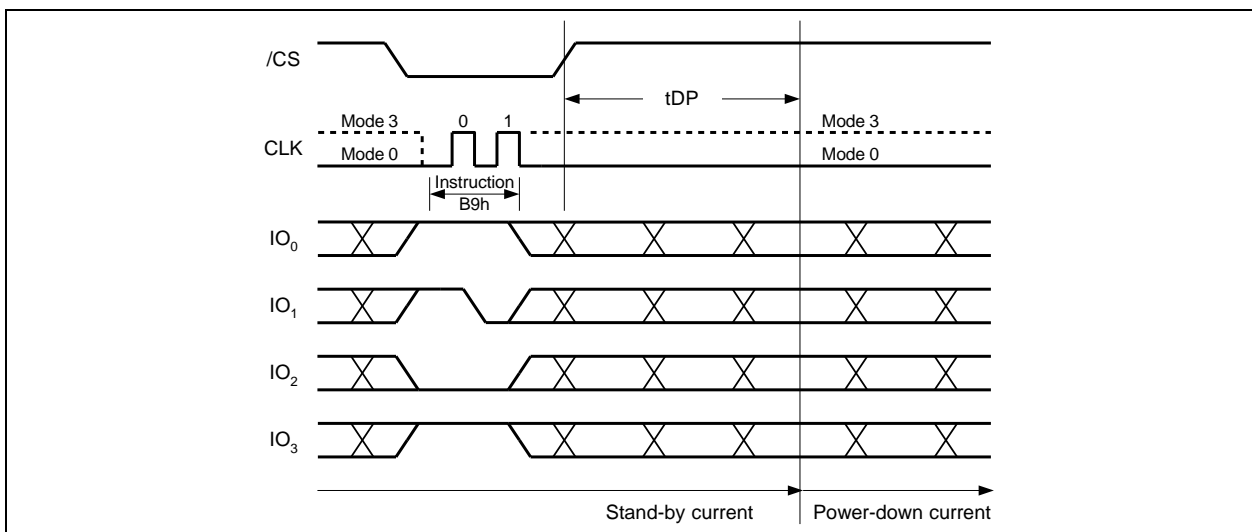 /CS
tDP
Mode 3 0 1 Mode 3
CLK
Mode 0 Mode 0
Instruction
B9h
IO0
IO1
IO2
IO3
Stand-by current Power-down current